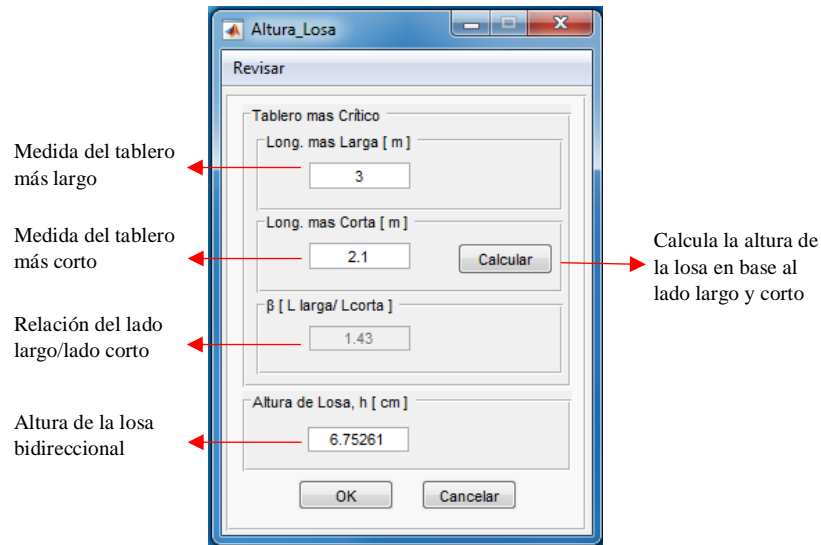 Altura_Losa
Revisar
Tablero mas Crítico
Long. mas Larga [ m ]
3
Medida del tablero
más largo
Long. mas Corta [ m ]
2.1
Calcular
Medida del tablero
más corto
Calcula la altura de
la losa en base al
lado largo y corto
β [ L larga/ Lcorta ]
1.43
Relación del lado
largo/lado corto
Altura de Losa, h [ cm ]
6.75261
Altura de la losa
bidireccional
OK
Cancelar